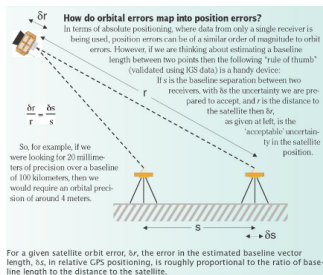 δr
How do orbital errors map into position errors?
In terms of absolute positioning, where data from only a single receiver is
being used, position errors can be of a similar order of magnitude to orbit
errors. However, if we are thinking about estimating a baseline
length between two points then the following "rule of thumb"
(validated using IGS data) is a handy device:
If s is the baseline separation between two
receivers, with δs the uncertainty we are pre-
pared to accept, and r is the distance to
the satellite then δr,
as given at left, is the
'acceptable' uncertain-
ty in the satellite
position.
r
δr/r = δs/s
So, for example, if we
were looking for 20 millime-
ters of precision over a baseline
of 100 kilometers, then we
would require an orbital preci-
sion of around 4 meters.
s
δs
For a given satellite orbit error, δr, the error in the estimated baseline vector
length, δs, in relative GPS positioning, is roughly proportional to the ratio of base-
line length to the distance to the satellite.